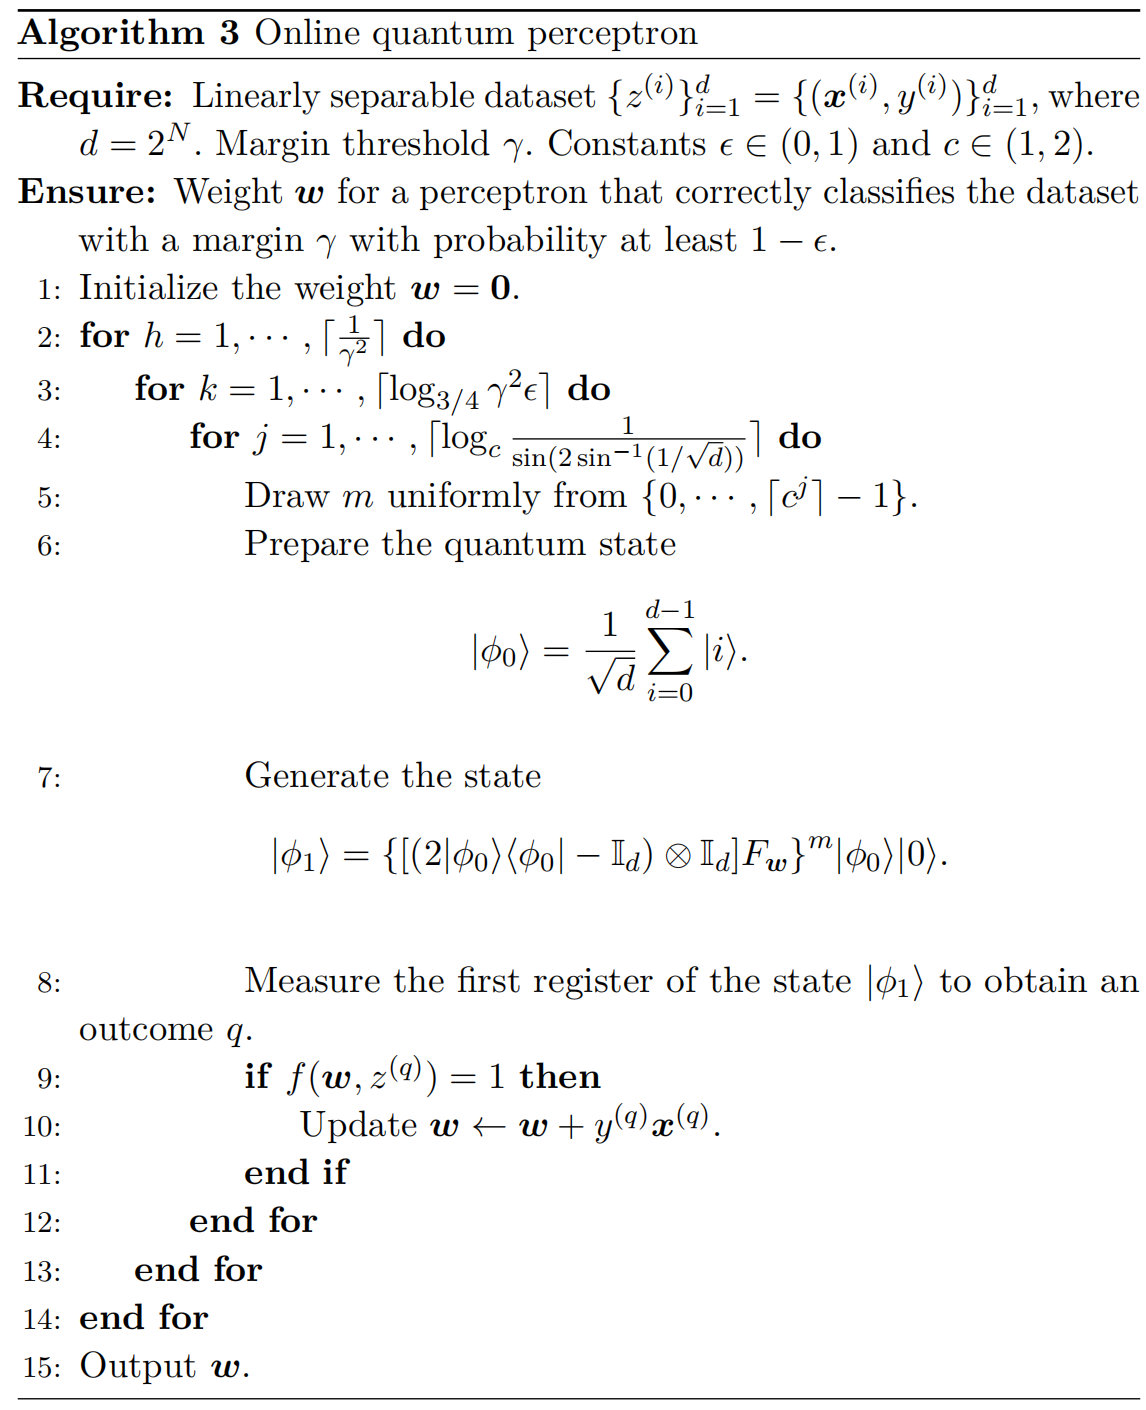 Algorithm 3 Online quantum perceptron
Require: Linearly separable dataset $\{z^{(i)}\}_{i=1}^{d} = \{(\boldsymbol{x}^{(i)}, y^{(i)})\}_{i=1}^{d}$, where
$d = 2^N$. Margin threshold $\gamma$. Constants $\epsilon \in (0, 1)$ and $c \in (1, 2)$.
Ensure: Weight $\boldsymbol{w}$ for a perceptron that correctly classifies the dataset
with a margin $\gamma$ with probability at least $1 - \epsilon$.
1: Initialize the weight $\boldsymbol{w} = \mathbf{0}$.
2: for $h = 1, \cdots, \lceil \frac{1}{\gamma^2} \rceil$ do
3: for $k = 1, \cdots, \lceil \log_{3/4} \gamma^2 \epsilon \rceil$ do
4: for $j = 1, \cdots, \lceil \log_c \frac{1}{\sin(2 \sin^{-1}(1/\sqrt{d}))} \rceil$ do
5: Draw $m$ uniformly from $\{0, \cdots, \lceil c^j \rceil - 1\}$.
6: Prepare the quantum state
$|\phi_0\rangle = \frac{1}{\sqrt{d}} \sum_{i=0}^{d-1} |i\rangle.$
7: Generate the state
$|\phi_1\rangle = \{[(2|\phi_0\rangle\langle\phi_0| - \mathbb{I}_d) \otimes \mathbb{I}_d] F_{\boldsymbol{w}}\}^m |\phi_0\rangle|0\rangle.$
8: Measure the first register of the state $|\phi_1\rangle$ to obtain an
outcome $q$.
9: if $f(\boldsymbol{w}, z^{(q)}) = 1$ then
10: Update $\boldsymbol{w} \leftarrow \boldsymbol{w} + y^{(q)} \boldsymbol{x}^{(q)}$.
11: end if
12: end for
13: end for
14: end for
15: Output $\boldsymbol{w}$.